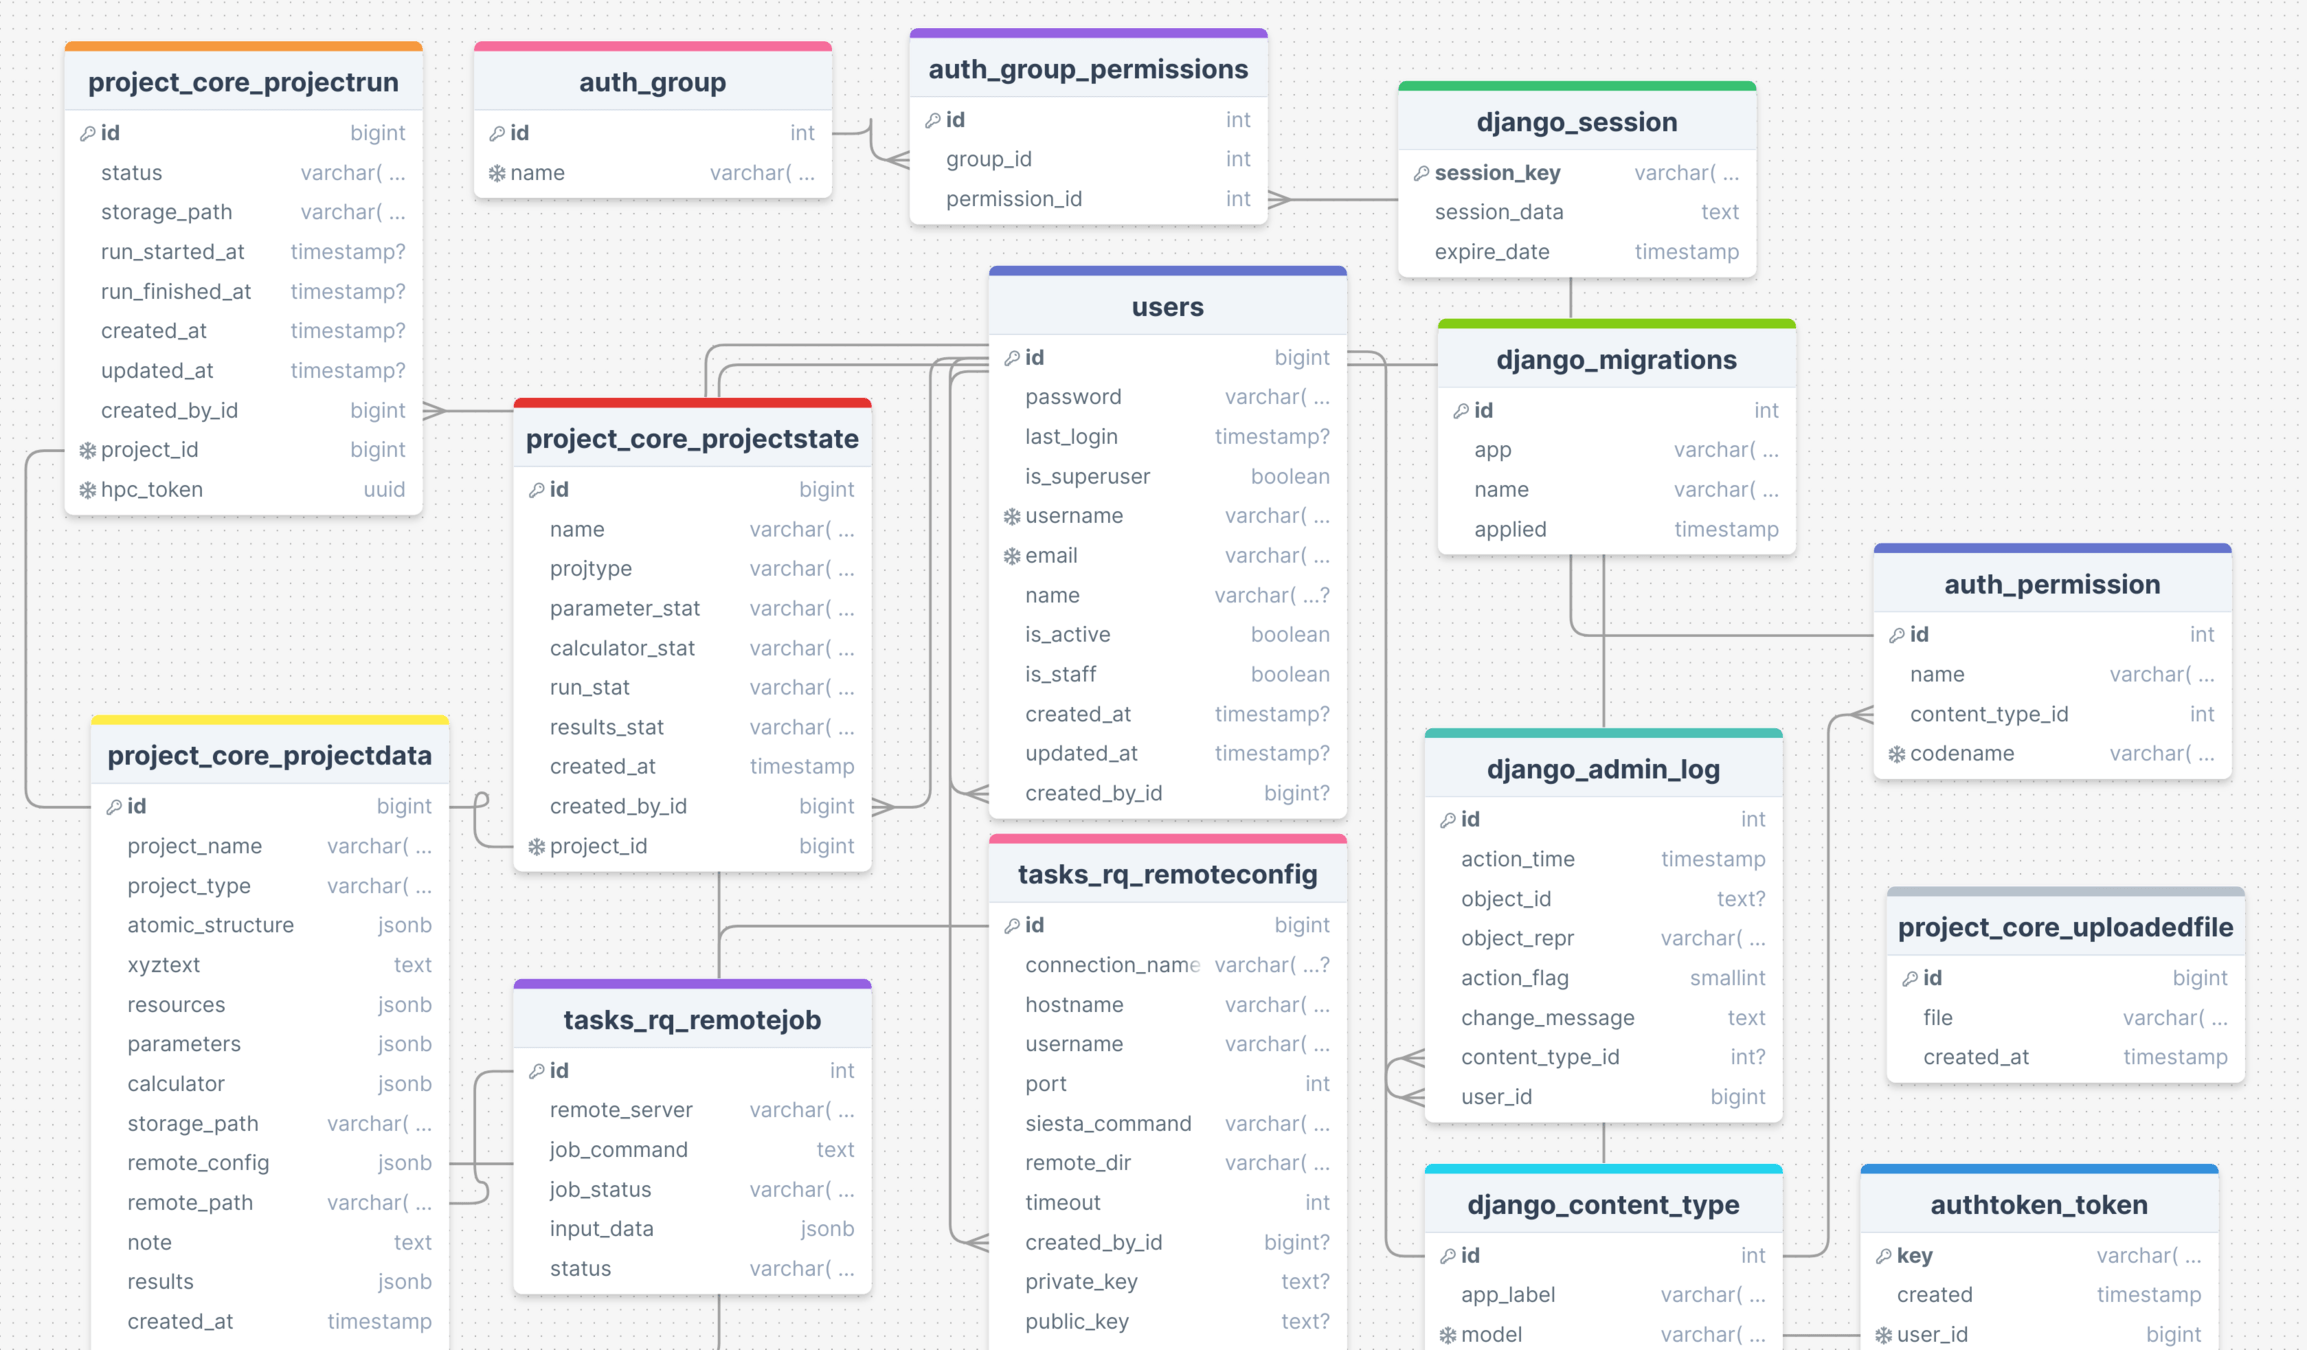 project_core_projectrun
id bigint
status varchar( ...
storage_path varchar( ...
run_started_at timestamp?
run_finished_at timestamp?
created_at timestamp?
updated_at timestamp?
created_by_id bigint
project_id bigint
hpc_token uuid
auth_group
id int
name varchar( ...
auth_group_permissions
id int
group_id int
permission_id int
django_session
session_key varchar( ...
session_data text
expire_date timestamp
users
id bigint
password varchar( ...
last_login timestamp?
is_superuser boolean
username varchar( ...
email varchar( ...
name varchar( ...?
is_active boolean
is_staff boolean
created_at timestamp?
updated_at timestamp?
created_by_id bigint?
django_migrations
id int
app varchar( ...
name varchar( ...
applied timestamp
project_core_projectstate
id bigint
name varchar( ...
projtype varchar( ...
parameter_stat varchar( ...
calculator_stat varchar( ...
run_stat varchar( ...
results_stat varchar( ...
created_at timestamp
created_by_id bigint
project_id bigint
auth_permission
id int
name varchar( ...
content_type_id int
codename varchar( ...
project_core_projectdata
id bigint
project_name varchar( ...
project_type varchar( ...
atomic_structure jsonb
xyztext text
resources jsonb
parameters jsonb
calculator jsonb
storage_path varchar( ...
remote_config jsonb
remote_path varchar( ...
note text
results jsonb
created_at timestamp
django_admin_log
id int
action_time timestamp
object_id text?
object_repr varchar( ...
action_flag smallint
change_message text
content_type_id int?
user_id bigint
tasks_rq_remoteconfig
id bigint
connection_name varchar( ...?
hostname varchar( ...
username varchar( ...
port int
siesta_command varchar( ...
remote_dir varchar( ...
timeout int
created_by_id bigint?
private_key text?
public_key text?
project_core_uploadedfile
id bigint
file varchar( ...
created_at timestamp
tasks_rq_remotejob
id int
remote_server varchar( ...
job_command text
job_status varchar( ...
input_data jsonb
status varchar( ...
django_content_type
id int
app_label varchar( ...
model varchar( ...
authtoken_token
key varchar( ...
created timestamp
user_id bigint